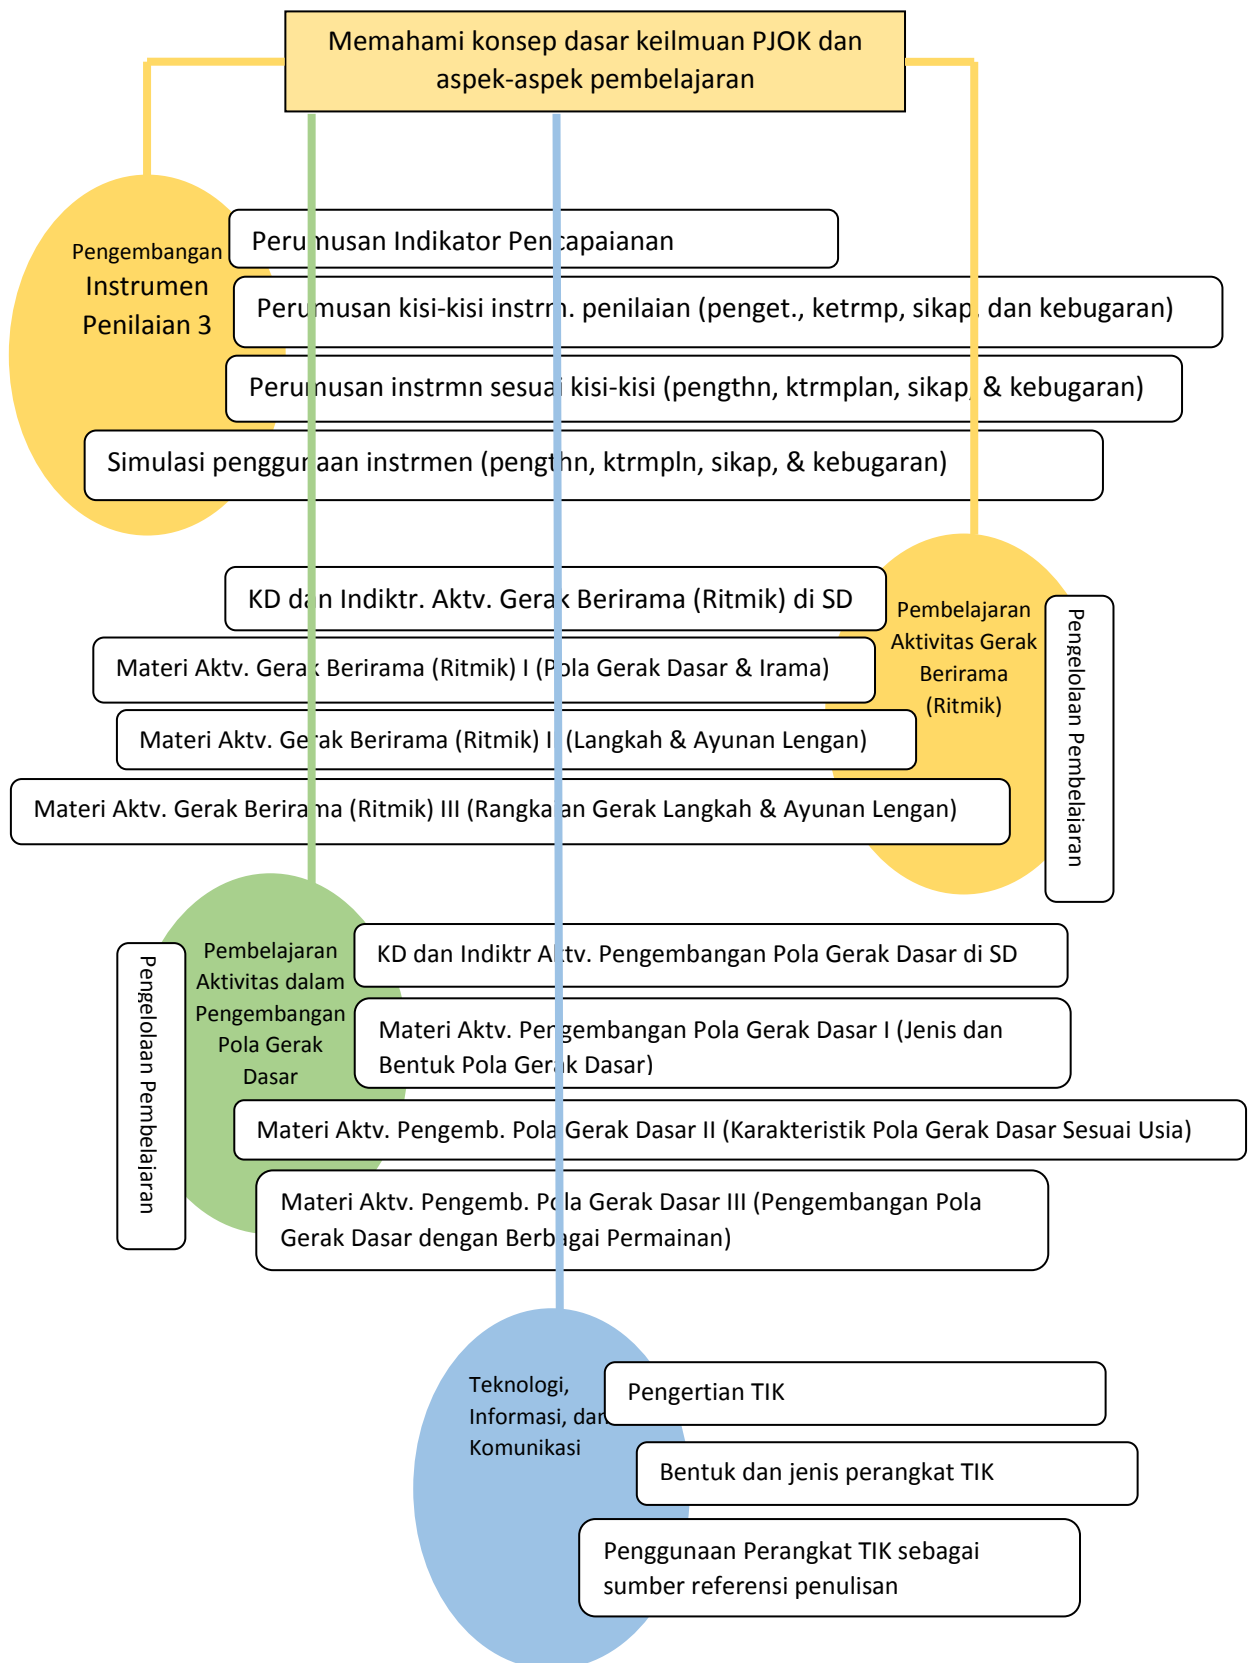 Memahami konsep dasar keilmuan PJOK dan
aspek-aspek pembelajaran
Pengembangan
Instrumen
Penilaian 3
Perumusan Indikator Pencapaianan
Perumusan kisi-kisi instrm. penilaian (penget., ketrmp, sikap, dan kebugaran)
Perumusan instrmn sesuai kisi-kisi (pengthn, ktrmplan, sikap, & kebugaran)
Simulasi penggunaan instrmen (pengthn, ktrmpln, sikap, & kebugaran)
KD dan Indiktr. Aktv. Gerak Berirama (Ritmik) di SD
Materi Aktv. Gerak Berirama (Ritmik) I (Pola Gerak Dasar & Irama)
Materi Aktv. Gerak Berirama (Ritmik) II (Langkah & Ayunan Lengan)
Materi Aktv. Gerak Berirama (Ritmik) III (Rangkaian Gerak Langkah & Ayunan Lengan)
Pembelajaran
Aktivitas Gerak
Berirama
(Ritmik)
Pengelolaan Pembelajaran
Pengelolaan Pembelajaran
Pembelajaran
Aktivitas dalam
Pengembangan
Pola Gerak
Dasar
KD dan Indiktr Aktv. Pengembangan Pola Gerak Dasar di SD
Materi Aktv. Pengembangan Pola Gerak Dasar I (Jenis dan
Bentuk Pola Gerak Dasar)
Materi Aktv. Pengemb. Pola Gerak Dasar II (Karakteristik Pola Gerak Dasar Sesuai Usia)
Materi Aktv. Pengemb. Pola Gerak Dasar III (Pengembangan Pola
Gerak Dasar dengan Berbagai Permainan)
Teknologi,
Informasi, dan
Komunikasi
Pengertian TIK
Bentuk dan jenis perangkat TIK
Penggunaan Perangkat TIK sebagai
sumber referensi penulisan